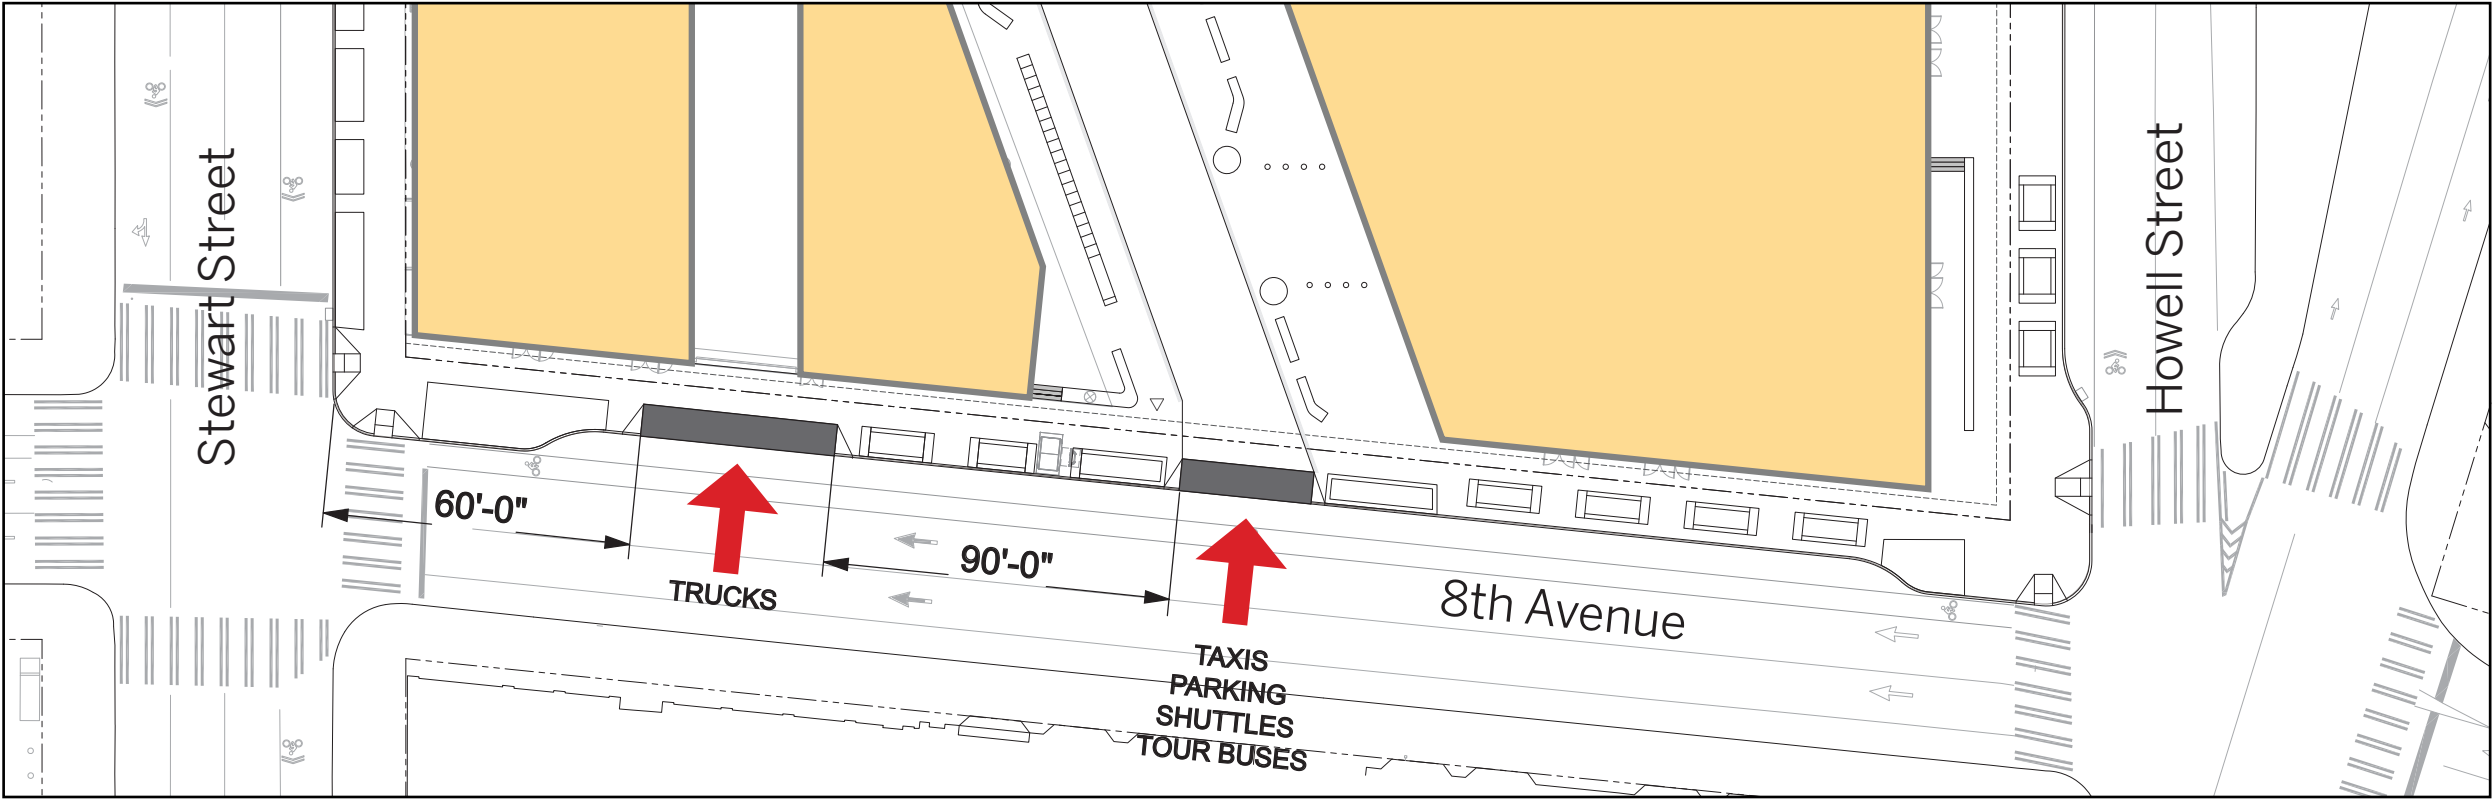 Stewart Street
Howell Street
60'-0"
90'-0"
TRUCKS
8th Avenue
TAXIS
PARKING
SHUTTLES
TOUR BUSES